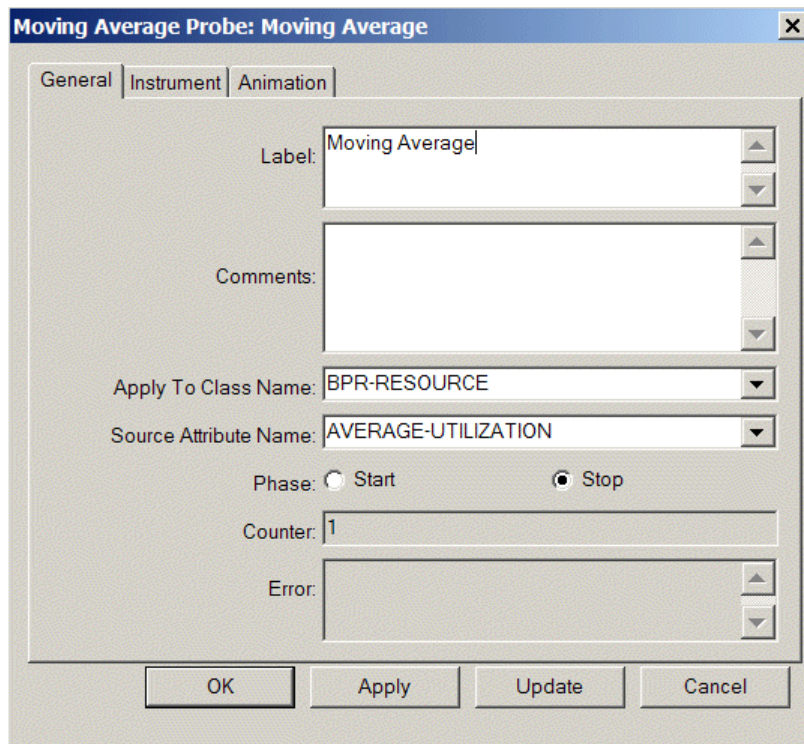 Moving Average Probe: Moving Average
General Instrument Animation
Label: Moving Average
Comments:
Apply To Class Name: BPR-RESOURCE
Source Attribute Name: AVERAGE-UTILIZATION
Phase: Start Stop
Counter: 1
Error:
OK Apply Update Cancel